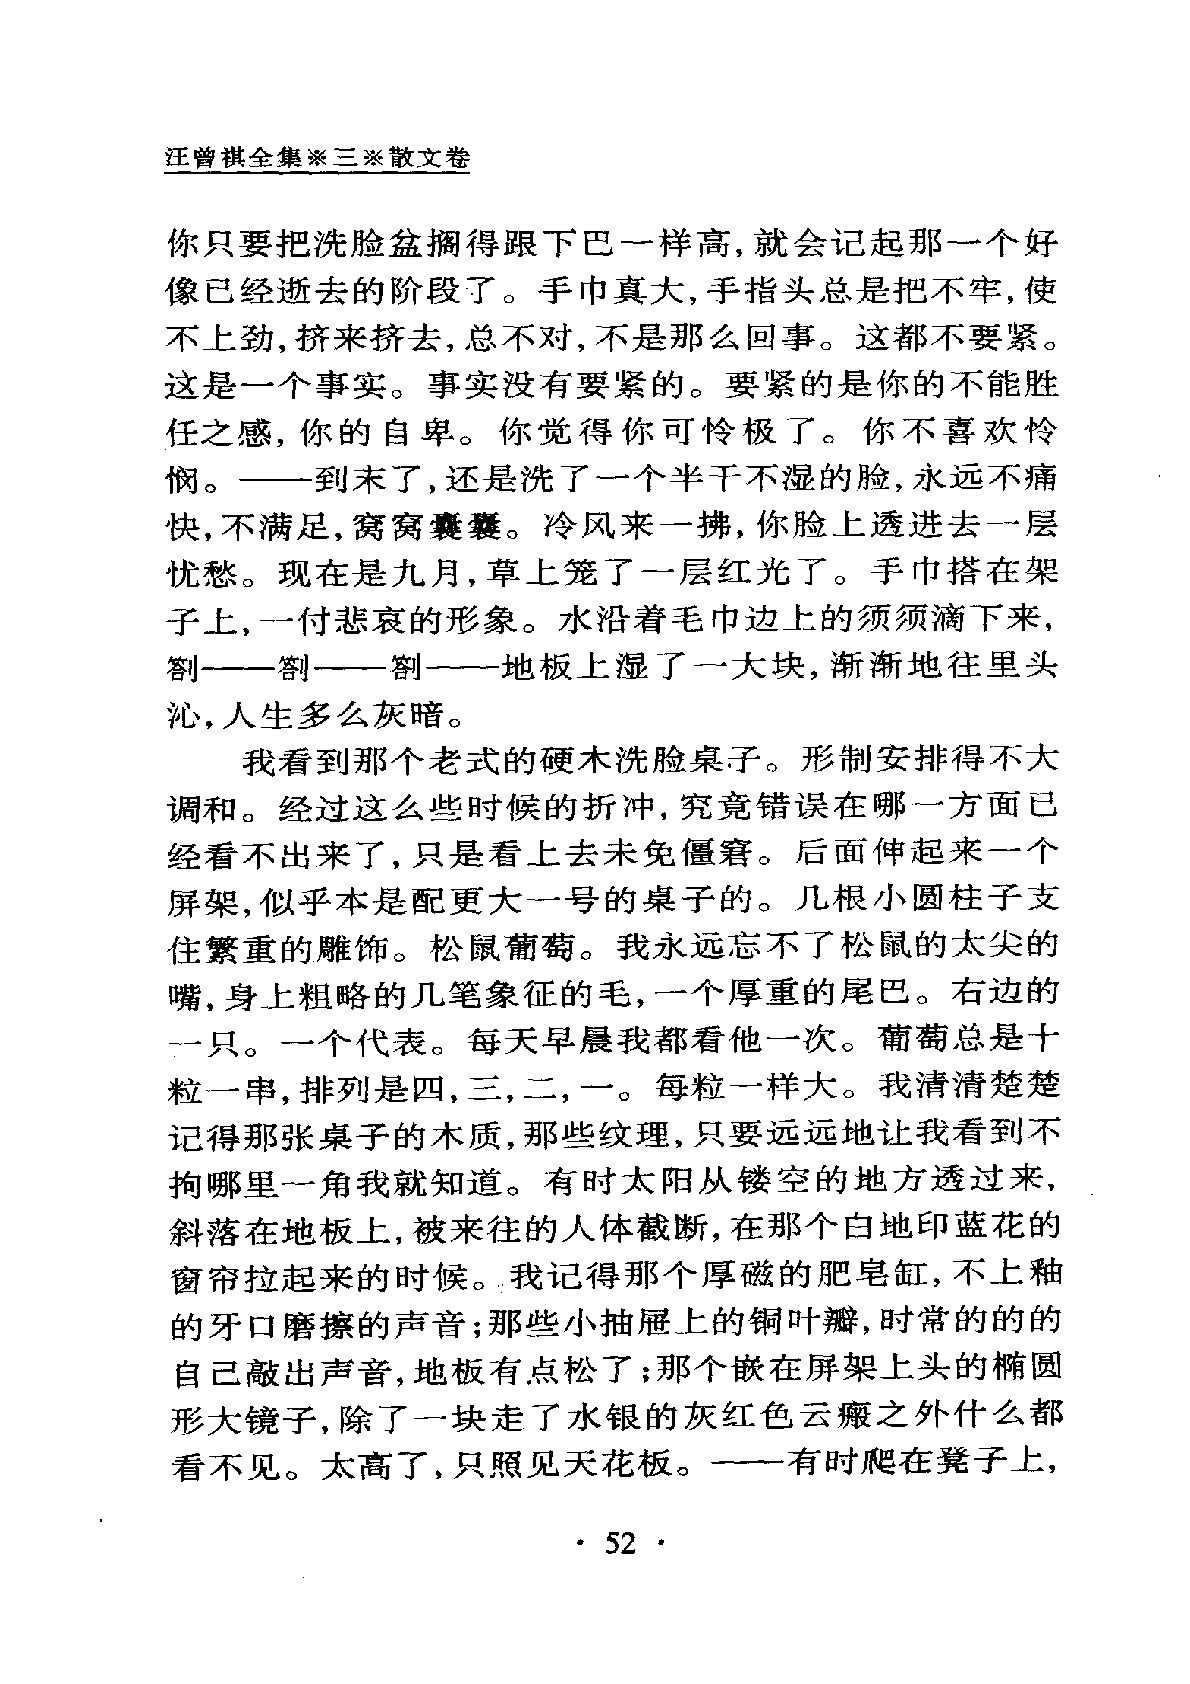 汪曾祺全集※三※散文卷
你只要把洗脸盆搁得跟下巴一样高,就会记起那一个好
像已经逝去的阶段了。手巾真大,手指头总是把不牢,使
不上劲,挤来挤去,总不对,不是那么回事。这都不要紧。
这是一个事实。事实没有要紧的。要紧的是你的不能胜
任之感,你的自卑。你觉得你可怜极了。你不喜欢怜
悯。——到末了,还是洗了一个半干不湿的脸,永远不痛
快,不满足,窝窝囊囊。冷风来一拂,你脸上透进去一层
忧愁。现在是九月,草上笼了一层红光了。手巾搭在架
子上,一付悲哀的形象。水沿着毛巾边上的须须滴下来,
劄——劄——劄——地板上湿了一大块,渐渐地往里头
沁,人生多么灰暗。
我看到那个老式的硬木洗脸桌子。形制安排得不大
调和。经过这么些时候的折冲,究竟错误在哪一方面已
经看不出来了,只是看上去未免僵窘。后面伸起来一个
屏架,似乎本是配更大一号的桌子的。几根小圆柱子支
住繁重的雕饰。松鼠葡萄。我永远忘不了松鼠的太尖的
嘴,身上粗略的几笔象征的毛,一个厚重的尾巴。右边的
一只。一个代表。每天早晨我都看他一次。葡萄总是十
粒一串,排列是四,三,二,一。每粒一样大。我清清楚楚
记得那张桌子的木质,那些纹理,只要远远地让我看到不
拘哪里一角我就知道。有时太阳从镂空的地方透过来,
斜落在地板上,被来往的人体截断,在那个白地印蓝花的
窗帘拉起来的时候。我记得那个厚磁的肥皂缸,不上釉
的牙口磨擦的声音;那些小抽屉上的铜叶瓣,时常的的的
自己敲出声音,地板有点松了;那个嵌在屏架上头的椭圆
形大镜子,除了一块走了水银的灰红色云瘢之外什么都
看不见。太高了,只照见天花板。——有时爬在凳子上,
· 52 ·